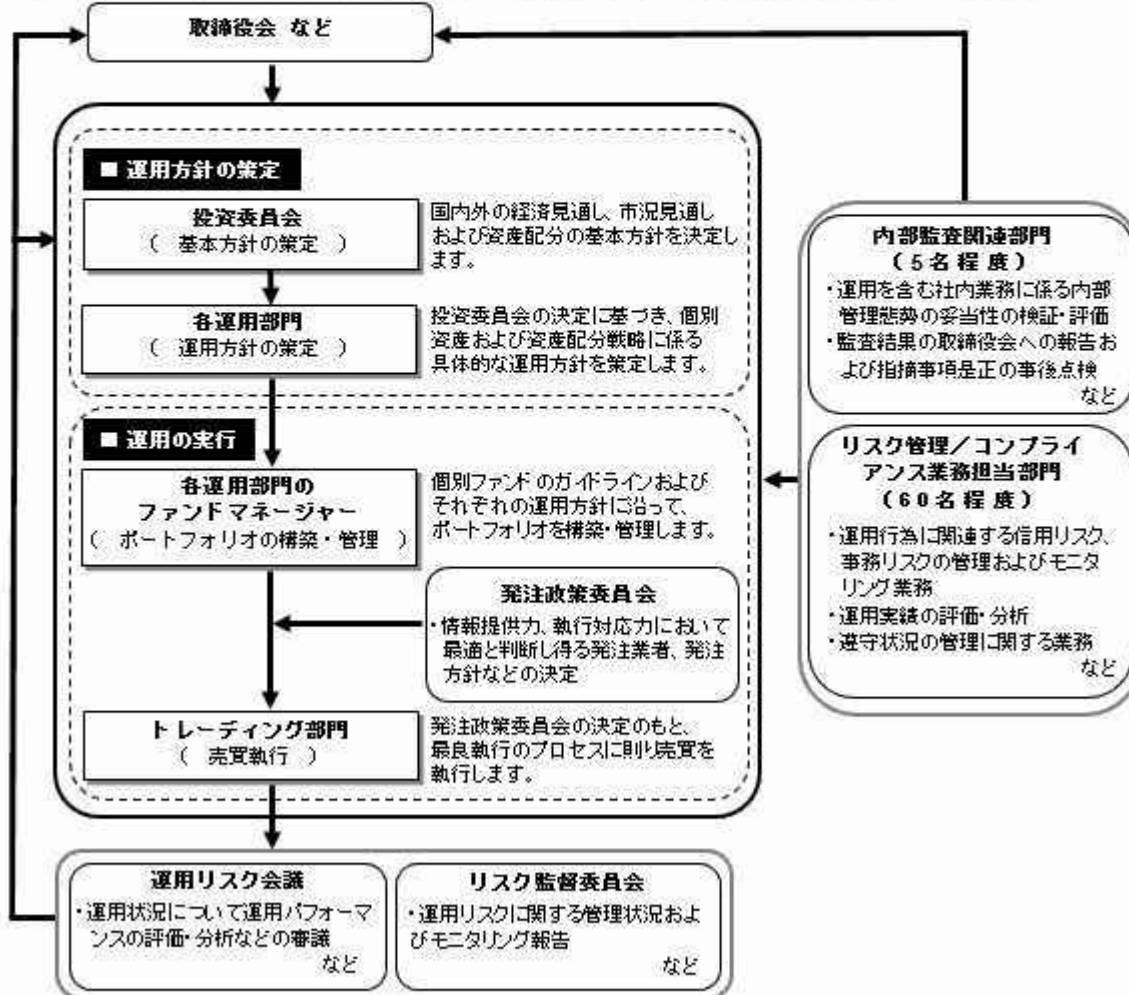 取締役会 など
■ 運用方針の策定
投資委員会
( 基本方針の策定 )
国内外の経済見通し、市況見通し
および資産配分の基本方針を決定し
ます。
各運用部門
( 運用方針の策定 )
投資委員会の決定に基づき、個別
資産および資産配分戦略に係る
具体的な運用方針を策定します。
■ 運用の実行
各運用部門の
ファンドマネージャー
( ポートフォリオの構築・管理 )
個別ファンドのガイドラインおよび
それぞれの運用方針に沿って、
ポートフォリオを構築・管理します。
発注政策委員会
・情報提供力、執行対応力において
最適と判断し得る発注業者、発注
方針などの決定
トレーディング部門
( 売買執行 )
発注政策委員会の決定のもと、
最良執行のプロセスに則り売買を
執行します。
内部監査関連部門
(5名程度)
・運用を含む社内業務に係る内部
管理態勢の妥当性の検証・評価
・監査結果の取締役会への報告お
よび指摘事項是正の事後点検
など
リスク管理／コンプライ
アンス業務担当部門
(60名程度)
・運用行為に関連する信用リスク、
事務リスクの管理およびモニタ
リング業務
・運用実績の評価・分析
・遵守状況の管理に関する業務
など
運用リスク会議
・運用状況について運用パフォーマ
ンスの評価・分析などの審議
など
リスク監督委員会
・運用リスクに関する管理状況およ
びモニタリング報告
など